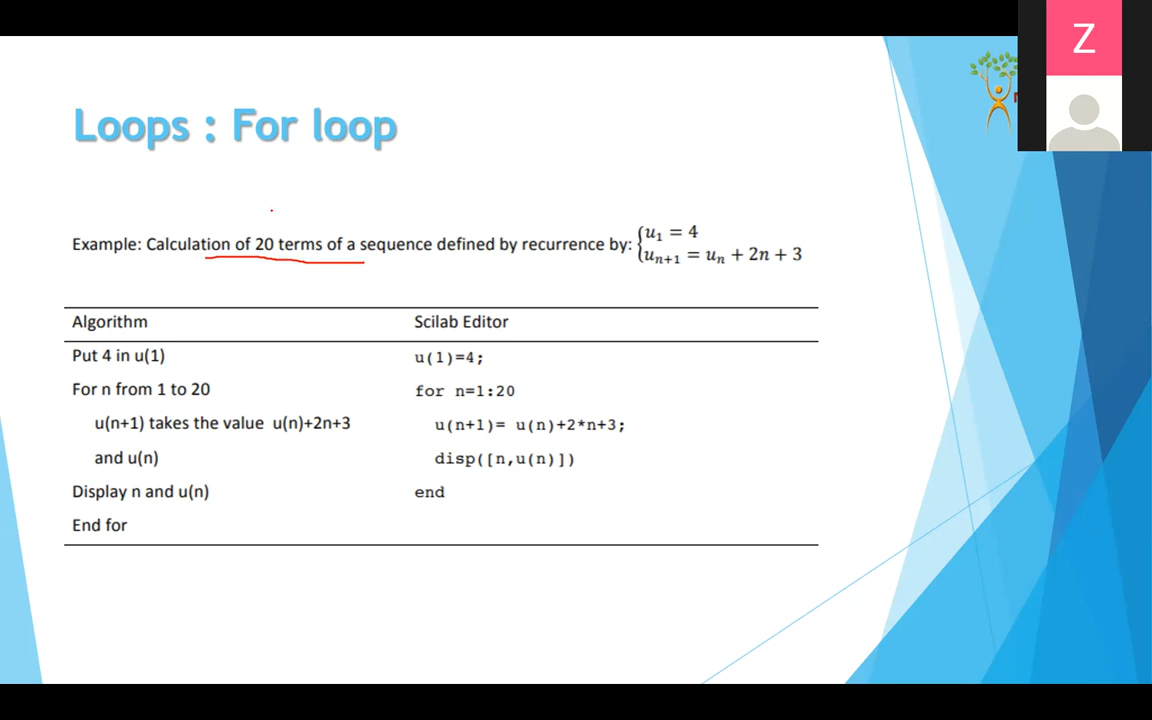 Z
Loops : For loop
Example: Calculation of 20 terms of a sequence defined by recurrence by: {u₁ = 4
uₙ₊₁ = uₙ + 2n + 3
Algorithm Scilab Editor
Put 4 in u(1) u(1)=4;
For n from 1 to 20 for n=1:20
u(n+1) takes the value u(n)+2n+3 u(n+1)= u(n)+2*n+3;
and u(n) disp([n,u(n)])
Display n and u(n) end
End for